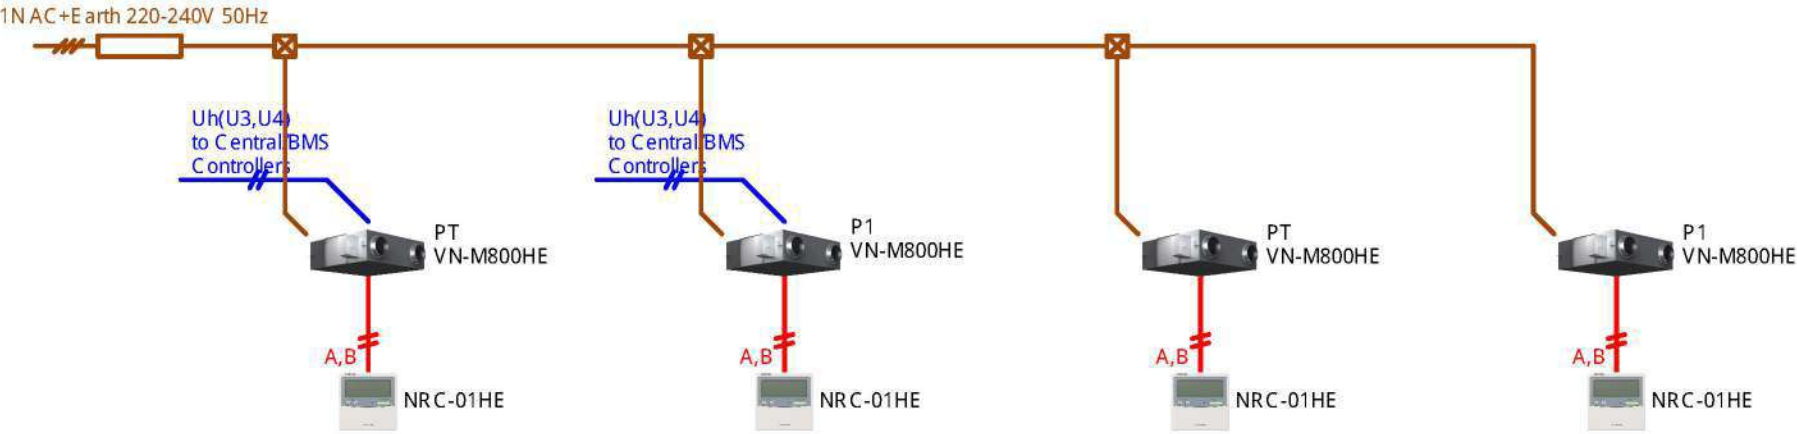 1N AC+Earth 220-240V 50Hz
Uh(U3,U4)
to Central/BMS
Controllers
Uh(U3,U4)
to Central/BMS
Controllers
PT
VN-M800HE
P1
VN-M800HE
PT
VN-M800HE
P1
VN-M800HE
A,B
A,B
A,B
A,B
NRC-01HE
NRC-01HE
NRC-01HE
NRC-01HE